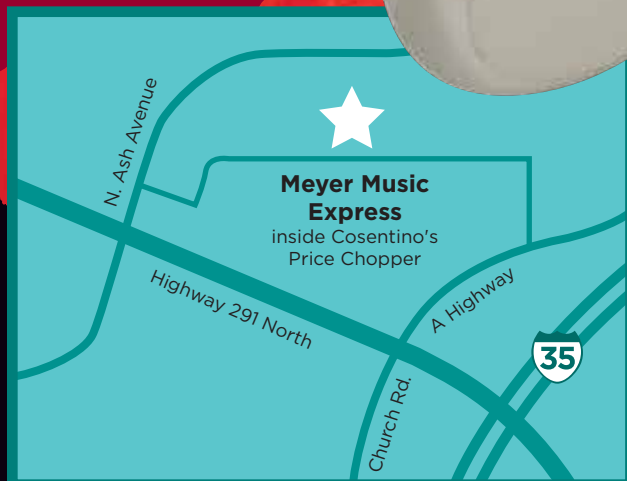 N. Ash Avenue
Meyer Music
Express
inside Cosentino's
Price Chopper
Highway 291 North
A Highway
35
Church Rd.